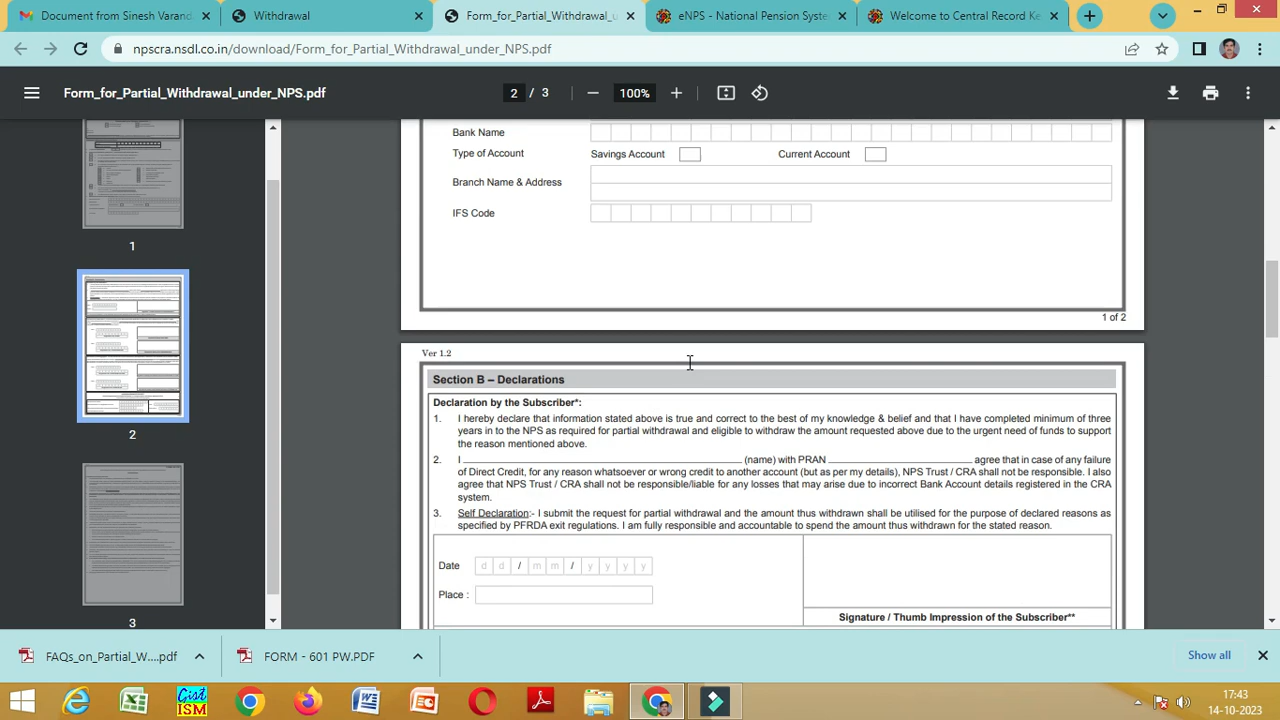 Document from Sinesh Varand
Withdrawal
Form_for_Partial_Withdrawal_u
eNPS - National Pension Syste
Welcome to Central Record Ke
npscra.nsdl.co.in/download/Form_for_Partial_Withdrawal_under_NPS.pdf
Form_for_Partial_Withdrawal_under_NPS.pdf
2 / 3
100%
1
2
3
Bank Name
Type of Account Savings Account Current Account
Branch Name & Address
IFS Code
1 of 2
Ver 1.2
Section B – Declarations
Declaration by the Subscriber*:
1. I hereby declare that information stated above is true and correct to the best of my knowledge & belief and that I have completed minimum of three
years in to the NPS as required for partial withdrawal and eligible to withdraw the amount requested above due to the urgent need of funds to support
the reason mentioned above.
2. I (name) with PRAN agree that in case of any failure
of Direct Credit, for any reason whatsoever or wrong credit to another account (but as per my details), NPS Trust / CRA shall not be responsible. I also
agree that NPS Trust / CRA shall not be responsible/liable for any losses that may arise due to incorrect Bank Account details registered in the CRA
system.
3. Self Declaration:- I submit the request for partial withdrawal and the amount thus withdrawn shall be utilised for the purpose of declared reasons as
specified by PFRDA exit regulations. I am fully responsible and accountable to spend the amount thus withdrawn for the stated reason.
Date d d / m m / y y y y
Place :
Signature / Thumb Impression of the Subscriber**
FAQs_on_Partial_W....pdf
FORM - 601 PW.PDF
Show all
Gist
ISM
17:43
14-10-2023